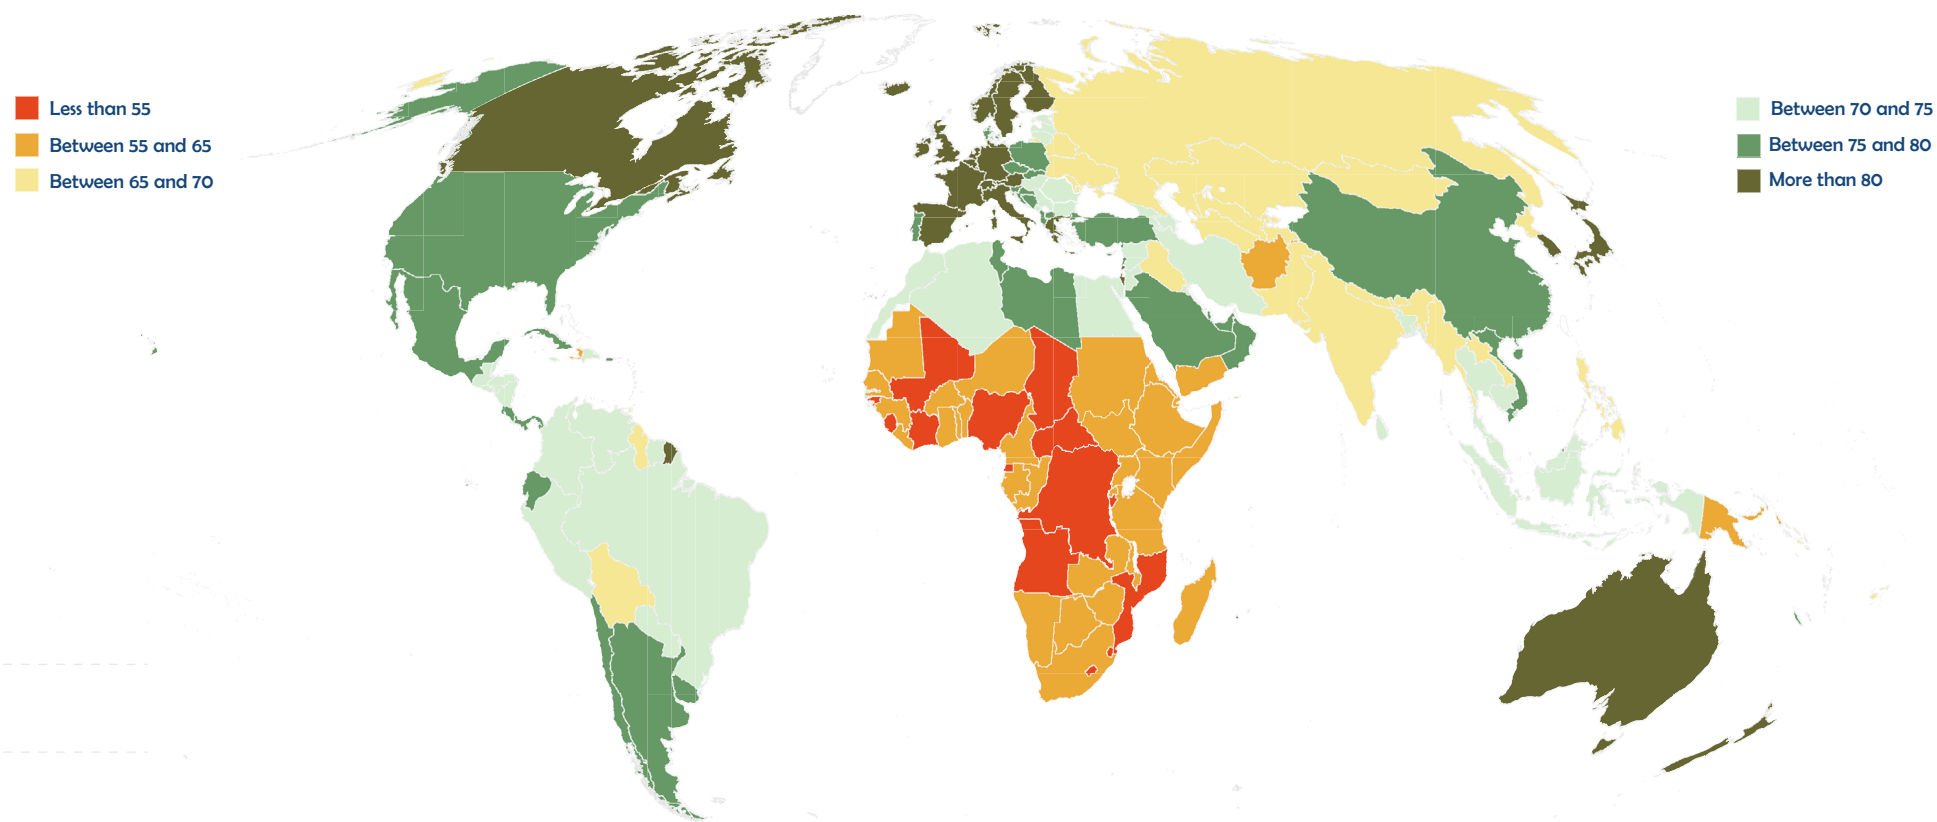 Less than 55
Between 55 and 65
Between 65 and 70
Between 70 and 75
Between 75 and 80
More than 80